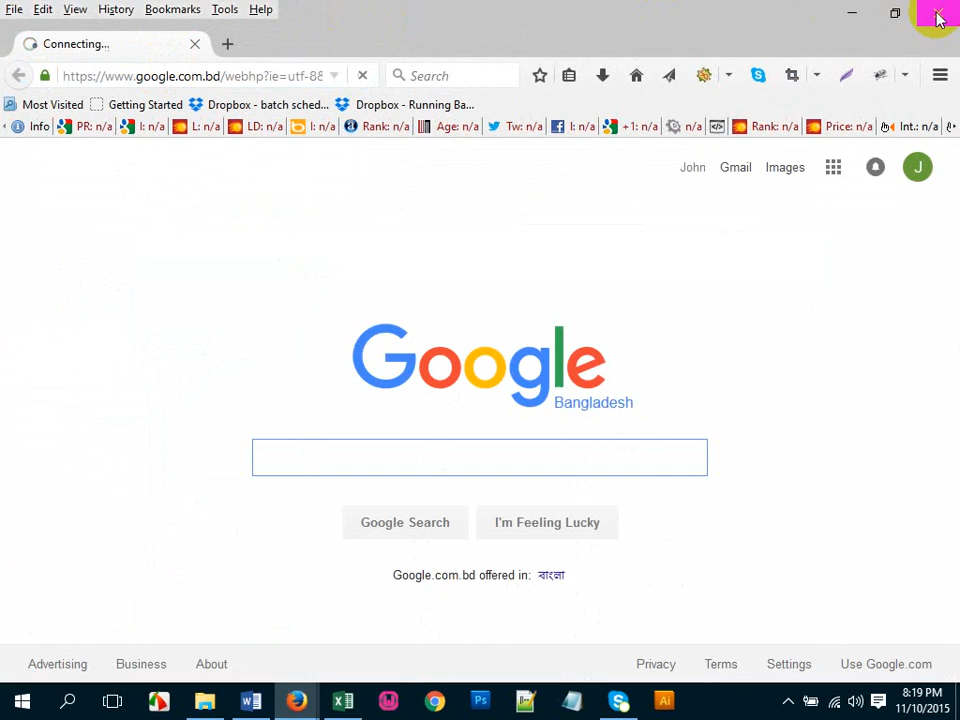 File Edit View History Bookmarks Tools Help
Connecting...
https://www.google.com.bd/webhp?ie=utf-88 Search
Most Visited Getting Started Dropbox - batch sched... Dropbox - Running Ba...
Info PR: n/a I: n/a L: n/a LD: n/a I: n/a Rank: n/a Age: n/a Tw: n/a I: n/a +1: n/a n/a Rank: n/a Price: n/a Int.: n/a
John Gmail Images J
Google
Bangladesh
Google Search I'm Feeling Lucky
Google.com.bd offered in: বাংলা
Advertising Business About Privacy Terms Settings Use Google.com
8:19 PM
11/10/2015